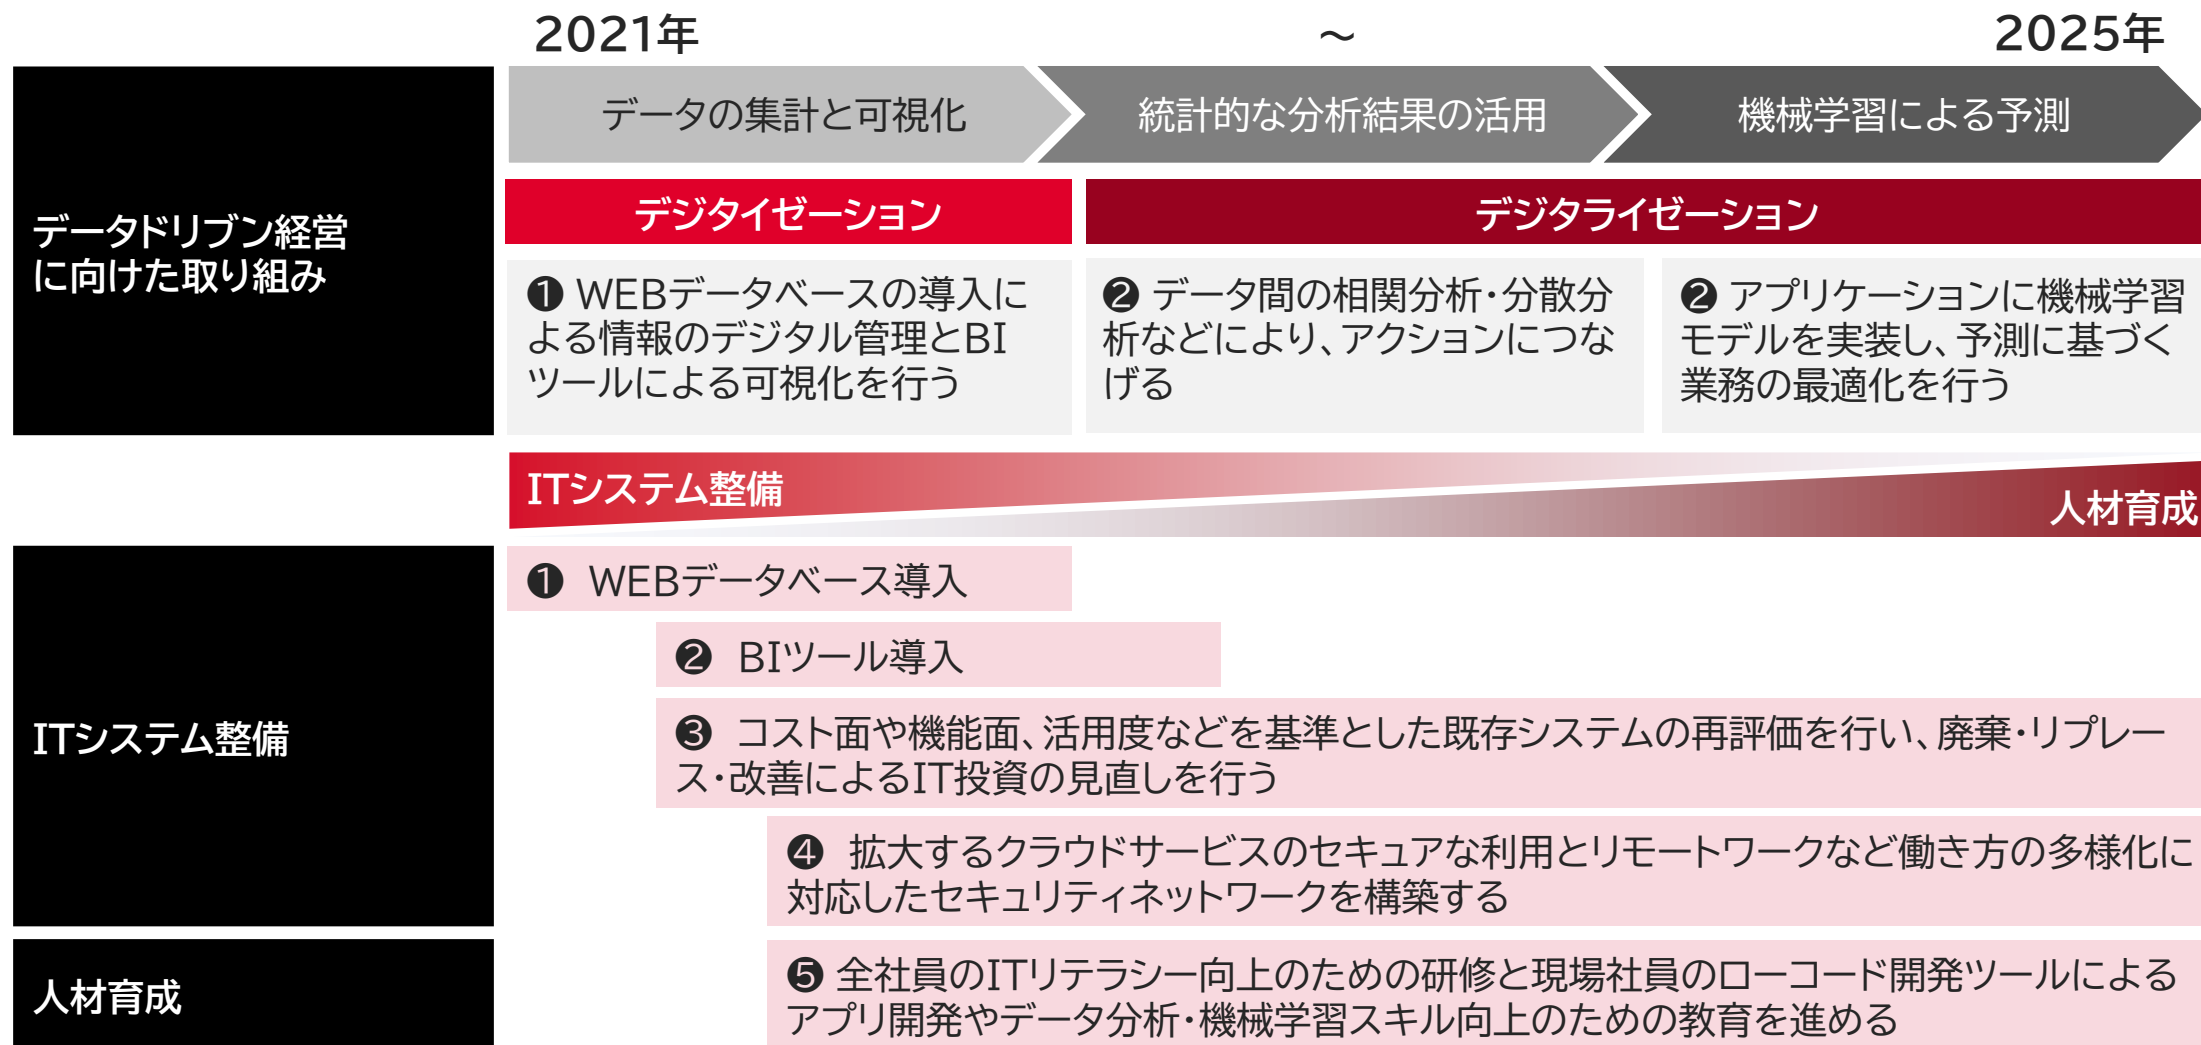 2021年 ～ 2025年
データの集計と可視化 統計的な分析結果の活用 機械学習による予測
データドリブン経営
に向けた取り組み
デジタイゼーション デジタライゼーション
❶ WEBデータベースの導入に
よる情報のデジタル管理とBI
ツールによる可視化を行う
❷ データ間の相関分析・分散分
析などにより、アクションにつな
げる
❷ アプリケーションに機械学習
モデルを実装し、予測に基づく
業務の最適化を行う
ITシステム整備
人材育成
ITシステム整備
❶ WEBデータベース導入
❷ BIツール導入
❸ コスト面や機能面、活用度などを基準とした既存システムの再評価を行い、廃棄・リプレー
ス・改善によるIT投資の見直しを行う
❹ 拡大するクラウドサービスのセキュアな利用とリモートワークなど働き方の多様化に
対応したセキュリティネットワークを構築する
人材育成
❺ 全社員のITリテラシー向上のための研修と現場社員のローコード開発ツールによる
アプリ開発やデータ分析・機械学習スキル向上のための教育を進める